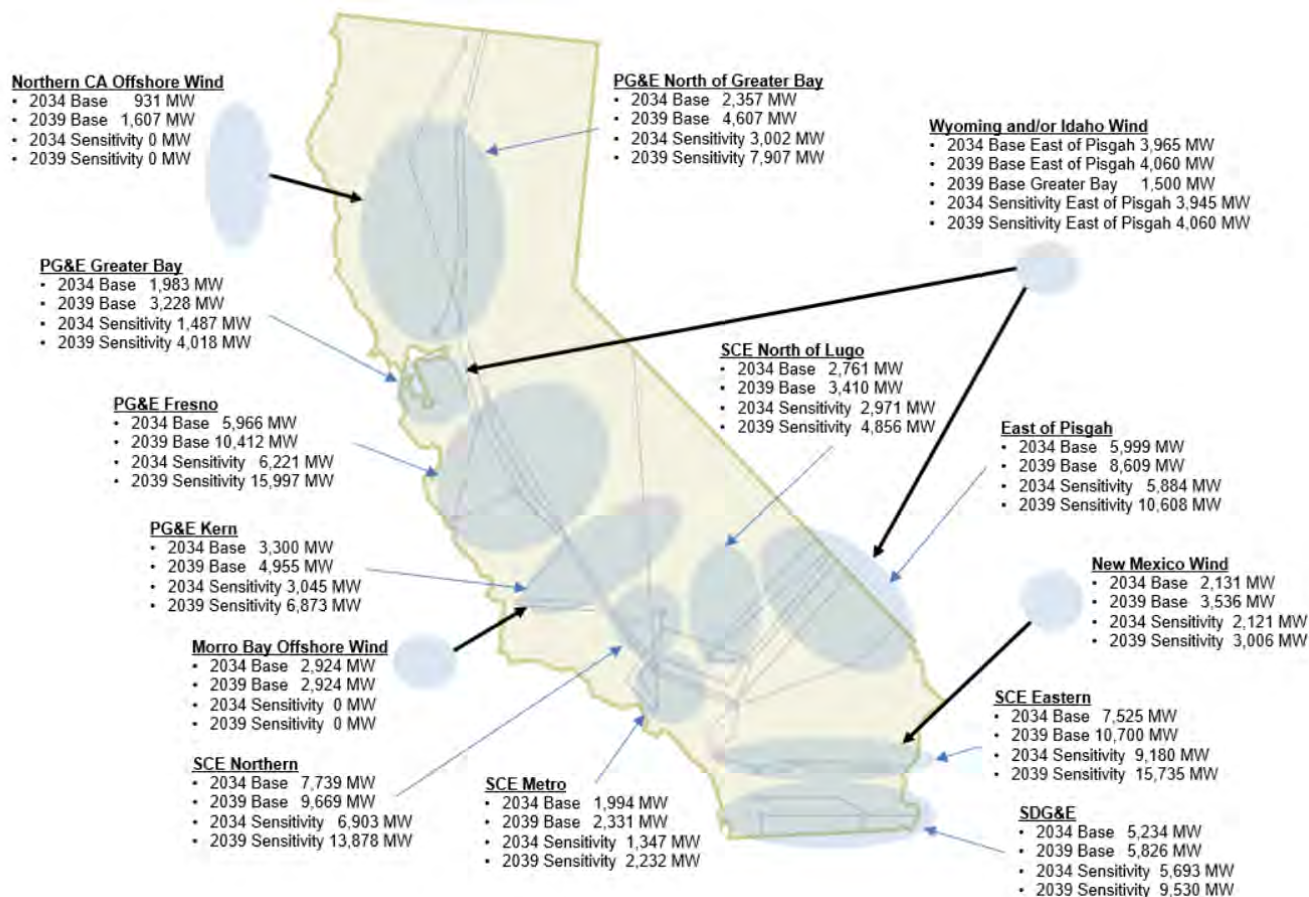 Northern CA Offshore Wind
• 2034 Base 931 MW
• 2039 Base 1,607 MW
• 2034 Sensitivity 0 MW
• 2039 Sensitivity 0 MW
PG&E North of Greater Bay
• 2034 Base 2,357 MW
• 2039 Base 4,607 MW
• 2034 Sensitivity 3,002 MW
• 2039 Sensitivity 7,907 MW
Wyoming and/or Idaho Wind
• 2034 Base East of Pisgah 3,965 MW
• 2039 Base East of Pisgah 4,060 MW
• 2039 Base Greater Bay 1,500 MW
• 2034 Sensitivity East of Pisgah 3,945 MW
• 2039 Sensitivity East of Pisgah 4,060 MW
PG&E Greater Bay
• 2034 Base 1,983 MW
• 2039 Base 3,228 MW
• 2034 Sensitivity 1,487 MW
• 2039 Sensitivity 4,018 MW
SCE North of Lugo
• 2034 Base 2,761 MW
• 2039 Base 3,410 MW
• 2034 Sensitivity 2,971 MW
• 2039 Sensitivity 4,856 MW
PG&E Fresno
• 2034 Base 5,966 MW
• 2039 Base 10,412 MW
• 2034 Sensitivity 6,221 MW
• 2039 Sensitivity 15,997 MW
East of Pisgah
• 2034 Base 5,999 MW
• 2039 Base 8,609 MW
• 2034 Sensitivity 5,884 MW
• 2039 Sensitivity 10,608 MW
PG&E Kern
• 2034 Base 3,300 MW
• 2039 Base 4,955 MW
• 2034 Sensitivity 3,045 MW
• 2039 Sensitivity 6,873 MW
New Mexico Wind
• 2034 Base 2,131 MW
• 2039 Base 3,536 MW
• 2034 Sensitivity 2,121 MW
• 2039 Sensitivity 3,006 MW
Morro Bay Offshore Wind
• 2034 Base 2,924 MW
• 2039 Base 2,924 MW
• 2034 Sensitivity 0 MW
• 2039 Sensitivity 0 MW
SCE Eastern
• 2034 Base 7,525 MW
• 2039 Base 10,700 MW
• 2034 Sensitivity 9,180 MW
• 2039 Sensitivity 15,735 MW
SCE Northern
• 2034 Base 7,739 MW
• 2039 Base 9,669 MW
• 2034 Sensitivity 6,903 MW
• 2039 Sensitivity 13,878 MW
SCE Metro
• 2034 Base 1,994 MW
• 2039 Base 2,331 MW
• 2034 Sensitivity 1,347 MW
• 2039 Sensitivity 2,232 MW
SDG&E
• 2034 Base 5,234 MW
• 2039 Base 5,826 MW
• 2034 Sensitivity 5,693 MW
• 2039 Sensitivity 9,530 MW